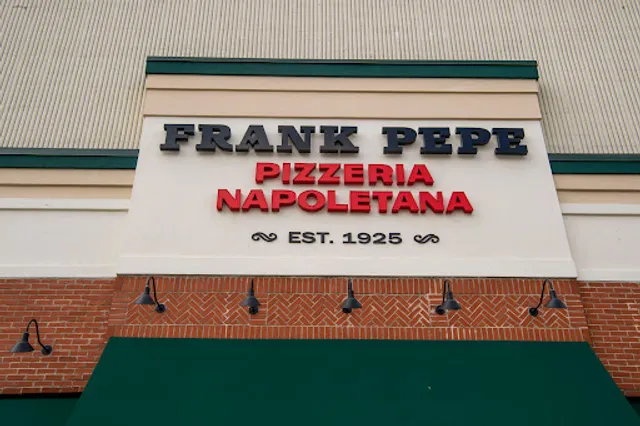 FRANK PEPE
PIZZERIA
NAPOLETANA
EST. 1925